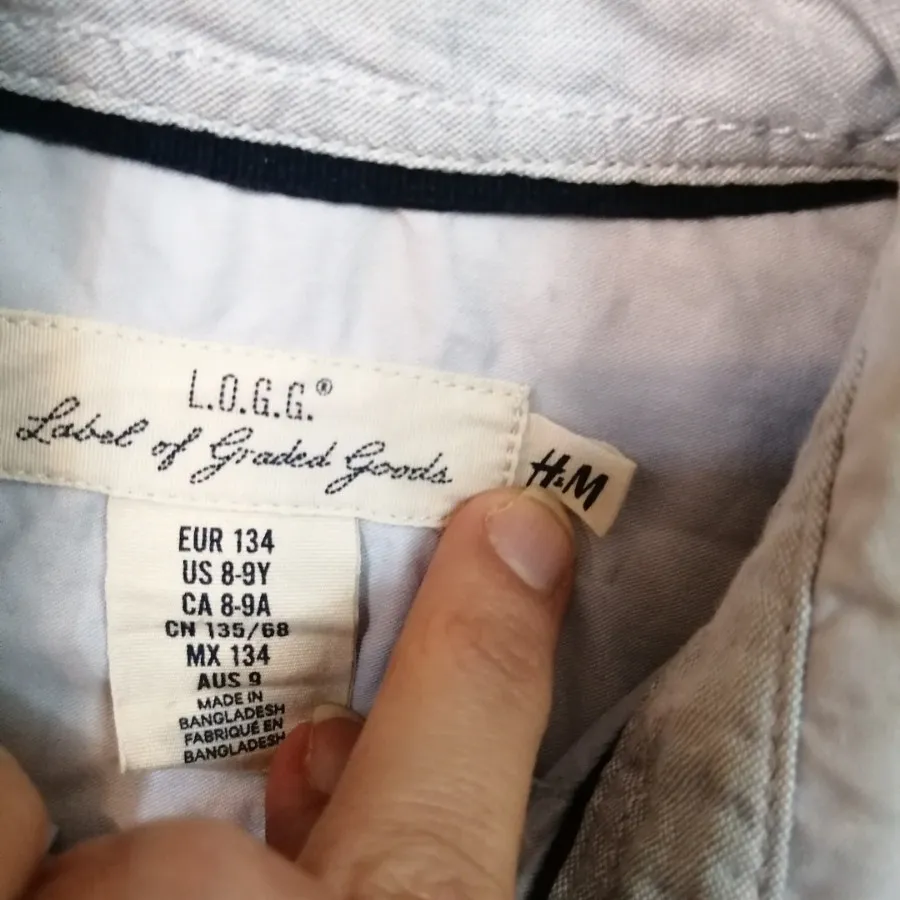 L.O.G.G.®
Label of Graded Goods
H&M
EUR 134
US 8-9Y
CA 8-9A
CN 135/68
MX 134
AUS 9
MADE IN
BANGLADESH
FABRIQUÉ EN
BANGLADESH